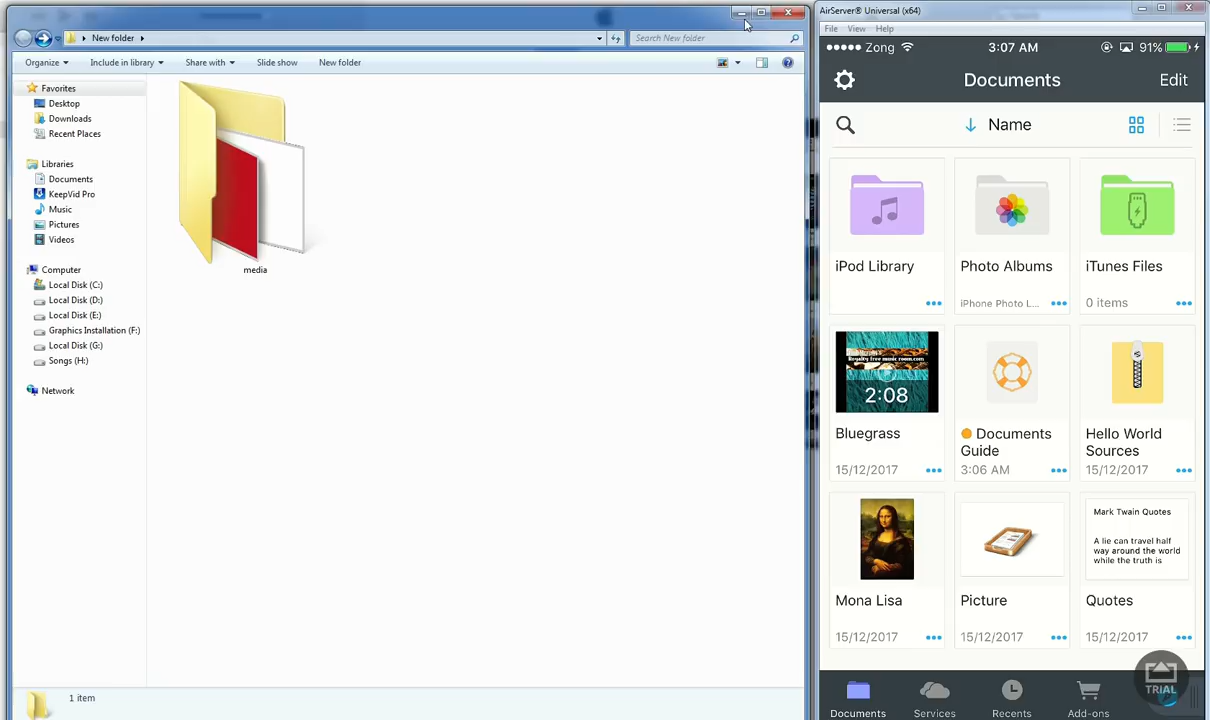 New folder
Search New folder
Organize
Include in library
Share with
Slide show
New folder
Favorites
Desktop
Downloads
Recent Places
Libraries
Documents
KeepVid Pro
Music
Pictures
Videos
Computer
Local Disk (C:)
Local Disk (D:)
Local Disk (E:)
Graphics Installation (F:)
Local Disk (G:)
Songs (H:)
Network
media
1 item
AirServer® Universal (x64)
File View Help
Zong 3:07 AM 91%
Documents Edit
Name
iPod Library
Photo Albums
iPhone Photo L...
iTunes Files
0 items
Royalty free music room.com
2:08
Bluegrass
15/12/2017
Documents
Guide
3:06 AM
Hello World
Sources
15/12/2017
Mona Lisa
15/12/2017
Picture
15/12/2017
Mark Twain Quotes
A lie can travel half
way around the world
while the truth is
Quotes
15/12/2017
TRIAL
Documents Services Recents Add-ons